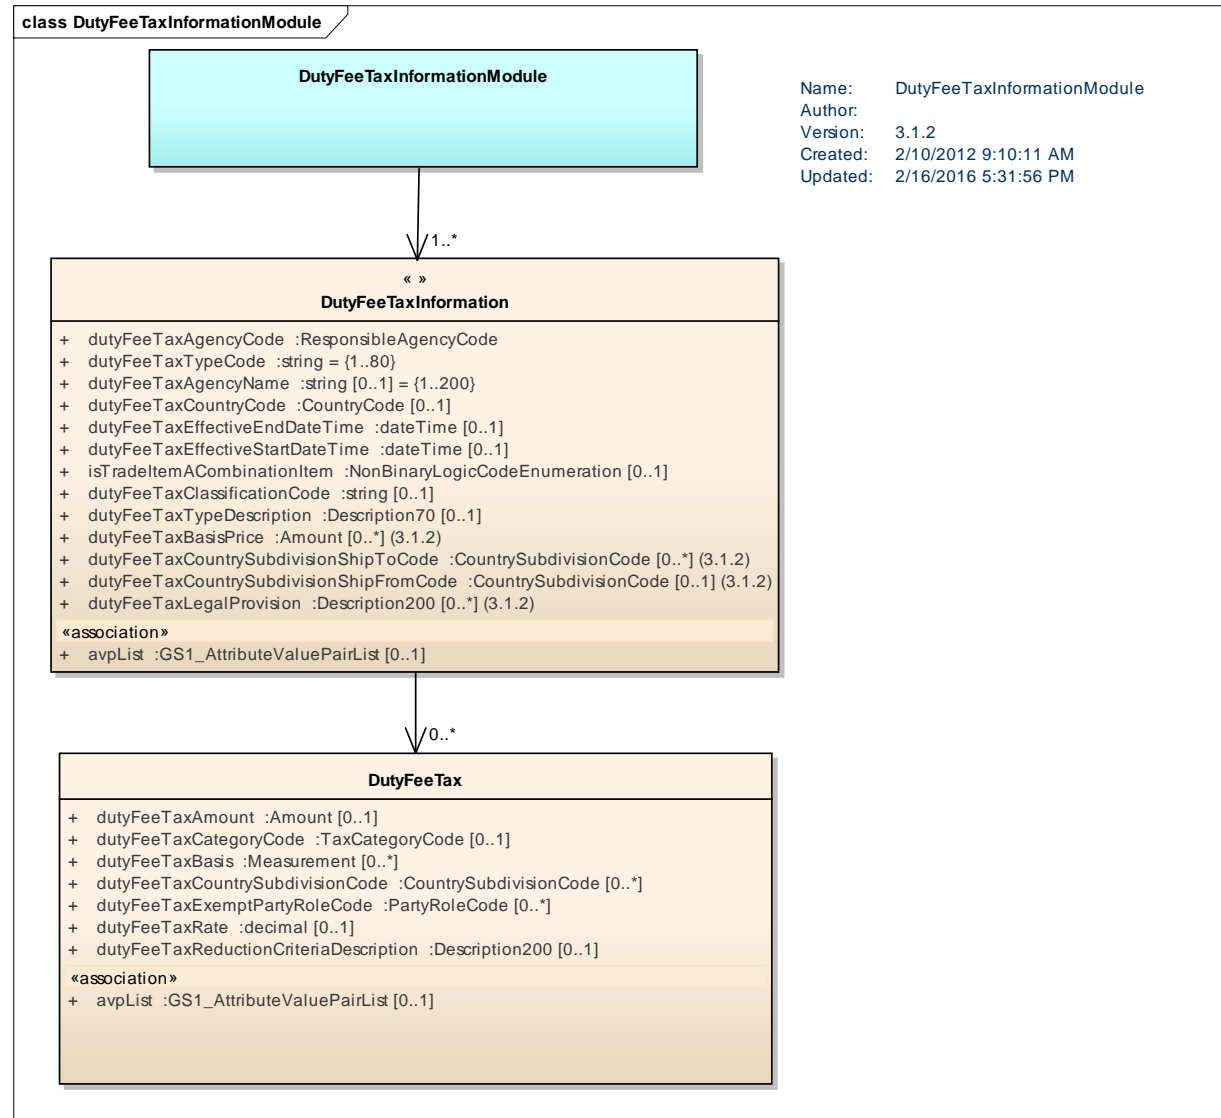 class DutyFeeTaxInformationModule
DutyFeeTaxInformationModule
Name: DutyFeeTaxInformationModule
Author:
Version: 3.1.2
Created: 2/10/2012 9:10:11 AM
Updated: 2/16/2016 5:31:56 PM
1..*
« »
DutyFeeTaxInformation
+ dutyFeeTaxAgencyCode :ResponsibleAgencyCode
+ dutyFeeTaxTypeCode :string = {1..80}
+ dutyFeeTaxAgencyName :string [0..1] = {1..200}
+ dutyFeeTaxCountryCode :CountryCode [0..1]
+ dutyFeeTaxEffectiveEndDateTime :dateTime [0..1]
+ dutyFeeTaxEffectiveStartDateTime :dateTime [0..1]
+ isTradeItemACombinationItem :NonBinaryLogicCodeEnumeration [0..1]
+ dutyFeeTaxClassificationCode :string [0..1]
+ dutyFeeTaxTypeDescription :Description70 [0..1]
+ dutyFeeTaxBasisPrice :Amount [0..*] (3.1.2)
+ dutyFeeTaxCountrySubdivisionShipToCode :CountrySubdivisionCode [0..*] (3.1.2)
+ dutyFeeTaxCountrySubdivisionShipFromCode :CountrySubdivisionCode [0..1] (3.1.2)
+ dutyFeeTaxLegalProvision :Description200 [0..*] (3.1.2)
«association»
+ avpList :GS1_AttributeValuePairList [0..1]
0..*
DutyFeeTax
+ dutyFeeTaxAmount :Amount [0..1]
+ dutyFeeTaxCategoryCode :TaxCategoryCode [0..1]
+ dutyFeeTaxBasis :Measurement [0..*]
+ dutyFeeTaxCountrySubdivisionCode :CountrySubdivisionCode [0..*]
+ dutyFeeTaxExemptPartyRoleCode :PartyRoleCode [0..*]
+ dutyFeeTaxRate :decimal [0..1]
+ dutyFeeTaxReductionCriteriaDescription :Description200 [0..1]
«association»
+ avpList :GS1_AttributeValuePairList [0..1]